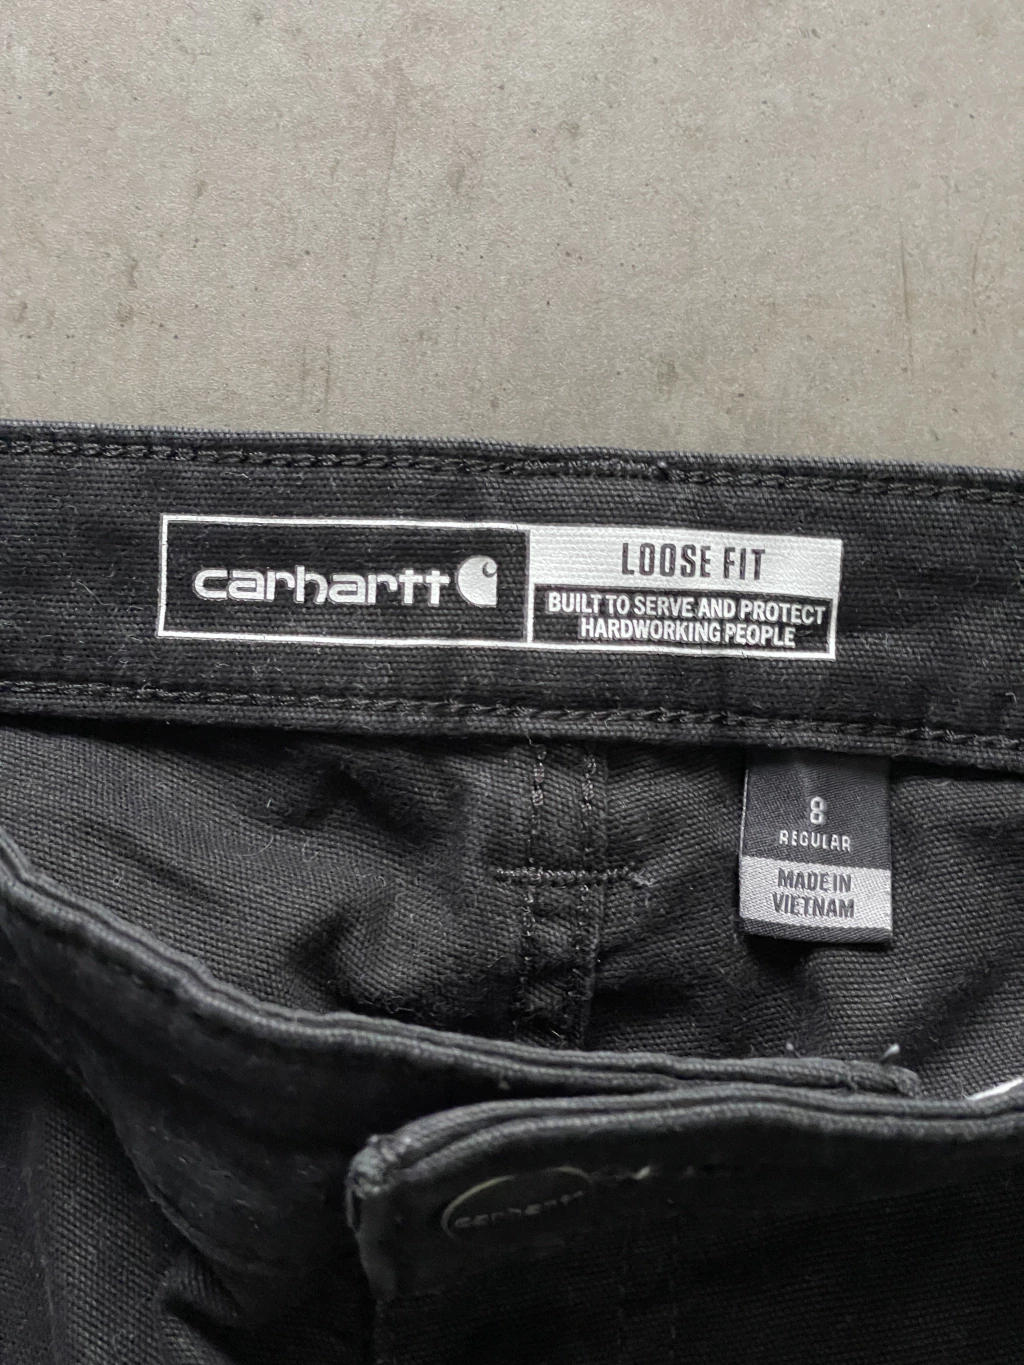 carhartt
LOOSE FIT
BUILT TO SERVE AND PROTECT
HARDWORKING PEOPLE
8
REGULAR
MADE IN
VIETNAM
carhartt